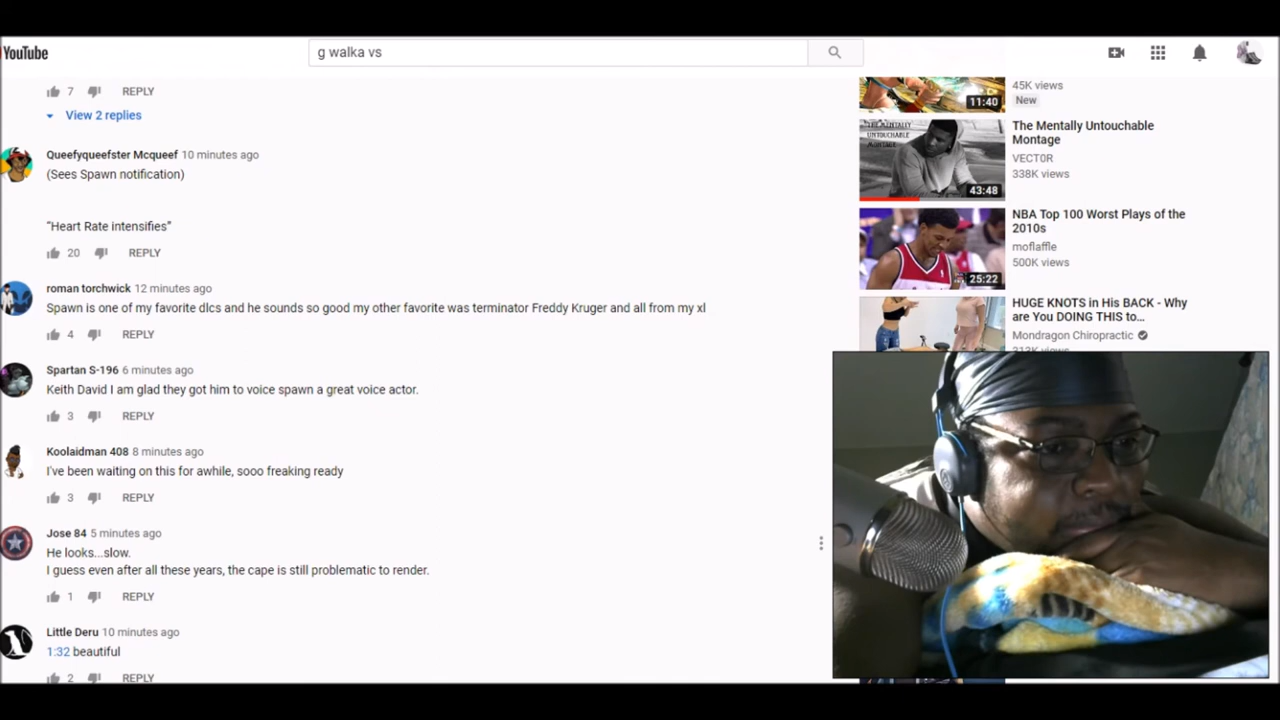 YouTube
g walka vs
7 REPLY
View 2 replies
Queefyqueefster Mcqueef 10 minutes ago
(Sees Spawn notification)
“Heart Rate intensifies”
20 REPLY
roman torchwick 12 minutes ago
Spawn is one of my favorite dlcs and he sounds so good my other favorite was terminator Freddy Kruger and all from my xl
4 REPLY
Spartan S-196 6 minutes ago
Keith David I am glad they got him to voice spawn a great voice actor.
3 REPLY
Koolaidman 408 8 minutes ago
I've been waiting on this for awhile, sooo freaking ready
3 REPLY
Jose 84 5 minutes ago
He looks...slow.
I guess even after all these years, the cape is still problematic to render.
1 REPLY
Little Deru 10 minutes ago
1:32 beautiful
2 REPLY
11:40
45K views
New
THE MENTALLY
UNTOUCHABLE
MONTAGE
43:48
The Mentally Untouchable
Montage
VECT0R
338K views
25:22
NBA Top 100 Worst Plays of the
2010s
moflaffle
500K views
HUGE KNOTS in His BACK - Why
are You DOING THIS to...
Mondragon Chiropractic
313K views